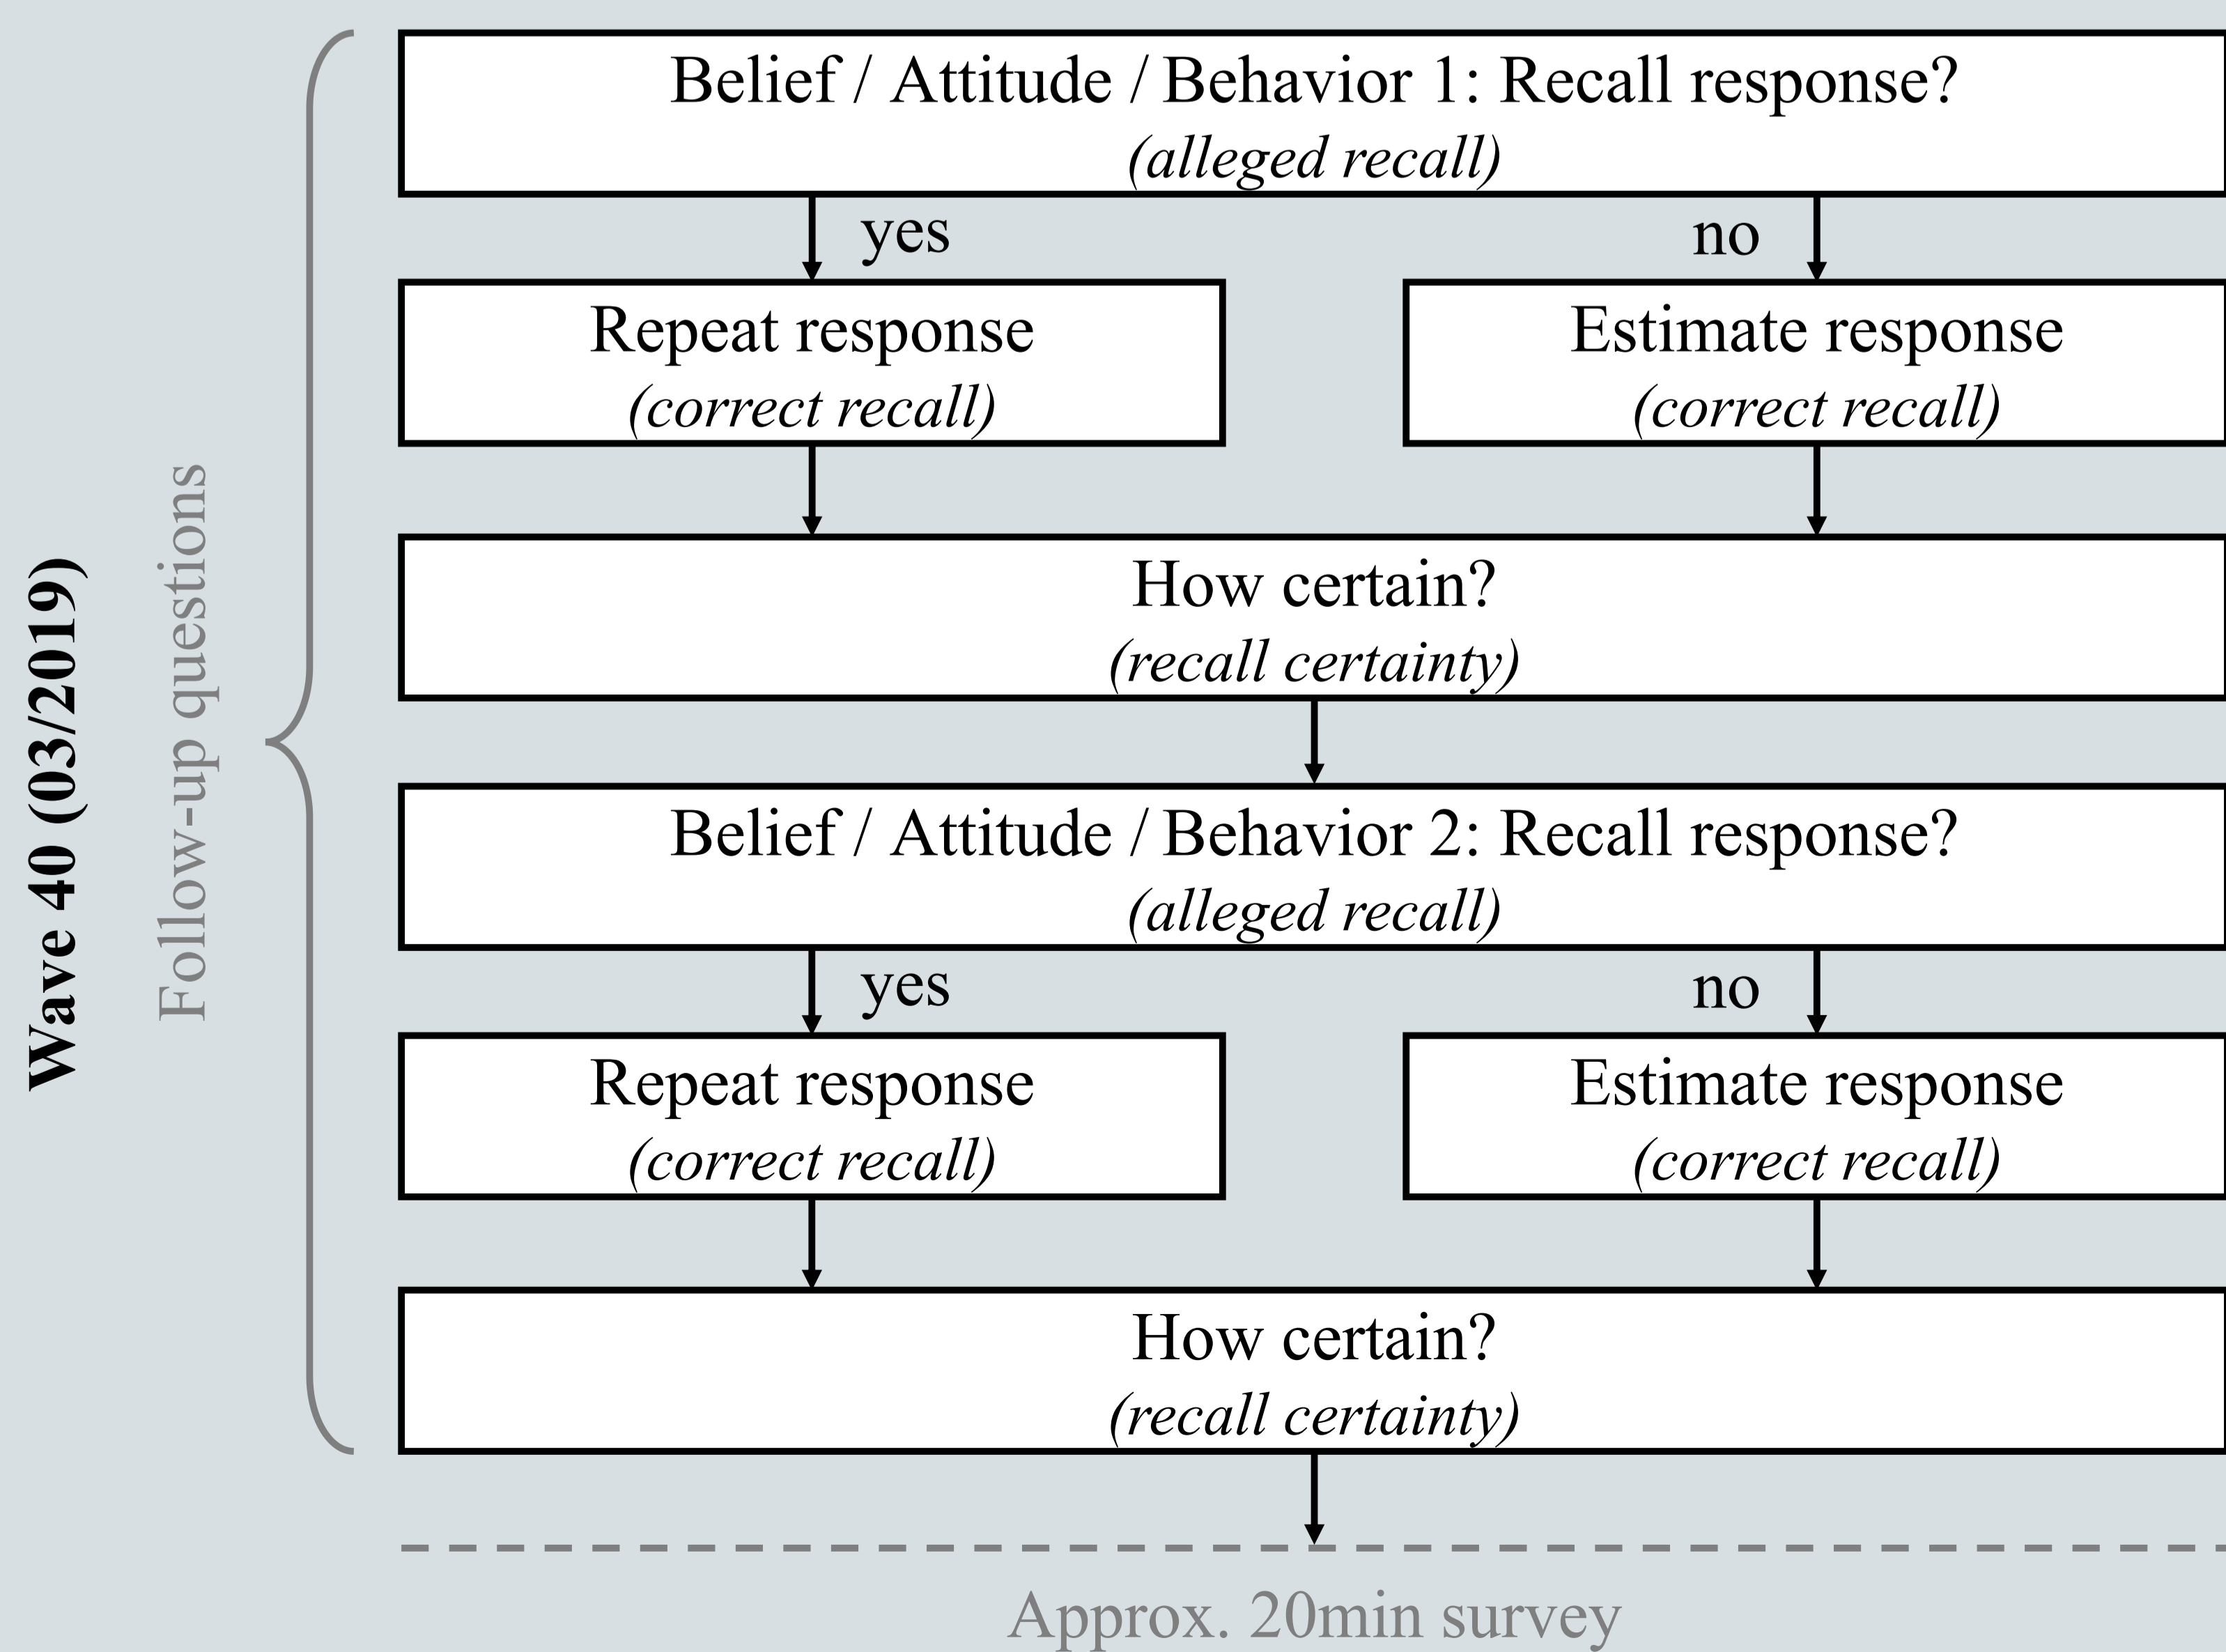 Wave 40 (03/2019)
Follow-up questions
Belief / Attitude / Behavior 1: Recall response?
(alleged recall)
yes
no
Repeat response
(correct recall)
Estimate response
(correct recall)
How certain?
(recall certainty)
Belief / Attitude / Behavior 2: Recall response?
(alleged recall)
yes
no
Repeat response
(correct recall)
Estimate response
(correct recall)
How certain?
(recall certainty)
Approx. 20min survey